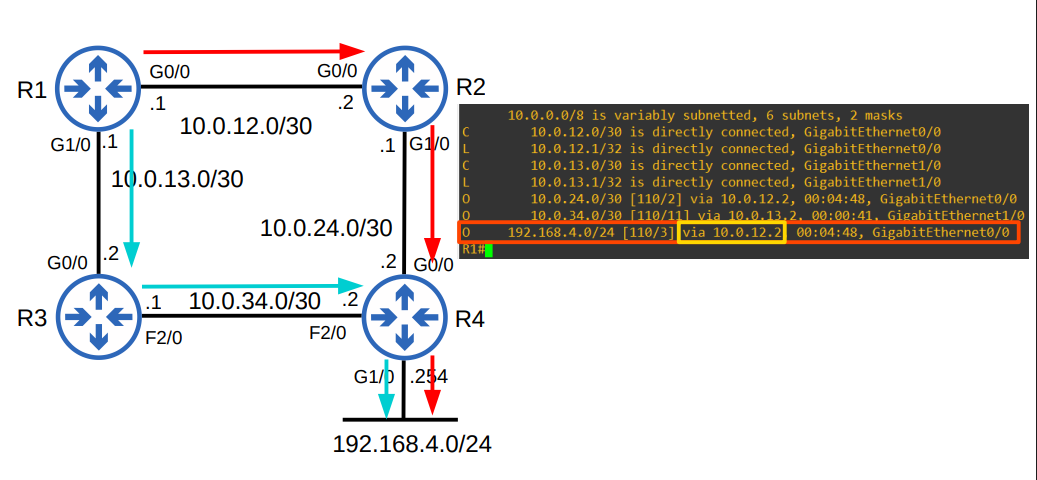 R1
G0/0
G0/0
R2
.1
.2
10.0.12.0/30
G1/0
.1
.1
G1/0
10.0.13.0/30
10.0.24.0/30
G0/0
.2
.2
G0/0
R3
.1
10.0.34.0/30
.2
R4
F2/0
F2/0
G1/0
.254
192.168.4.0/24
10.0.0.0/8 is variably subnetted, 6 subnets, 2 masks
C 10.0.12.0/30 is directly connected, GigabitEthernet0/0
L 10.0.12.1/32 is directly connected, GigabitEthernet0/0
C 10.0.13.0/30 is directly connected, GigabitEthernet1/0
L 10.0.13.1/32 is directly connected, GigabitEthernet1/0
O 10.0.24.0/30 [110/2] via 10.0.12.2, 00:04:48, GigabitEthernet0/0
O 10.0.34.0/30 [110/11] via 10.0.13.2, 00:00:41, GigabitEthernet1/0
O 192.168.4.0/24 [110/3] via 10.0.12.2, 00:04:48, GigabitEthernet0/0
R1#